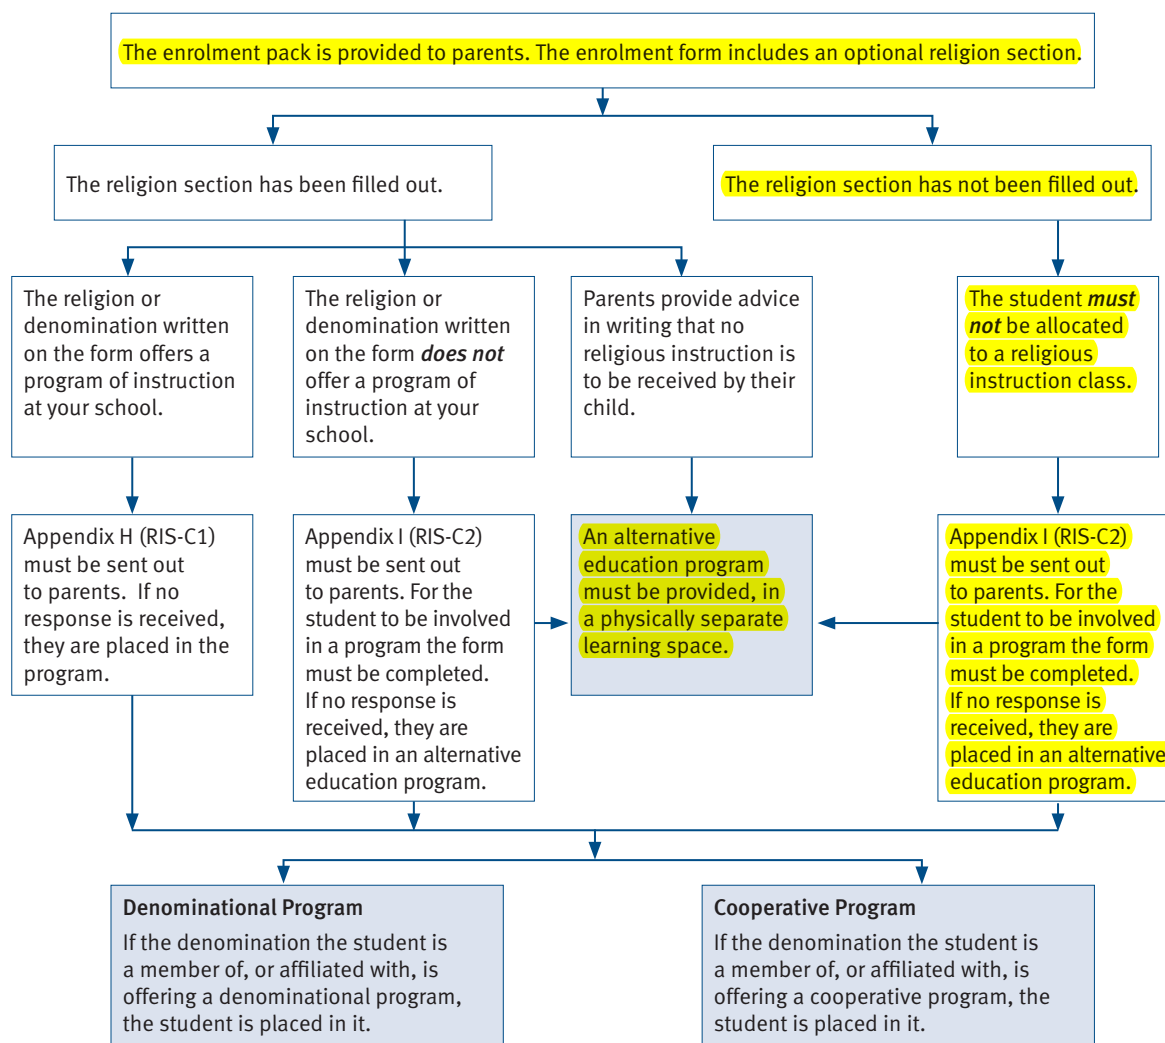 The enrolment pack is provided to parents. The enrolment form includes an optional religion section.
The religion section has been filled out.
The religion section has not been filled out.
The religion or
denomination written
on the form offers a
program of instruction
at your school.
The religion or
denomination written
on the form does not
offer a program of
instruction at your
school.
Parents provide advice
in writing that no
religious instruction is
to be received by their
child.
The student must
not be allocated
to a religious
instruction class.
Appendix H (RIS-C1)
must be sent out
to parents.  If no
response is received,
they are placed in the
program.
Appendix I (RIS-C2)
must be sent out
to parents. For the
student to be involved
in a program the form
must be completed.
If no response is
received, they are
placed in an alternative
education program.
An alternative
education program
must be provided, in
a physically separate
learning space.
Appendix I (RIS-C2)
must be sent out
to parents. For the
student to be involved
in a program the form
must be completed.
If no response is
received, they are
placed in an alternative
education program.
Denominational Program
If the denomination the student is
a member of, or affiliated with, is
offering a denominational program,
the student is placed in it.
Cooperative Program
If the denomination the student is
a member of, or affiliated with, is
offering a cooperative program, the
student is placed in it.